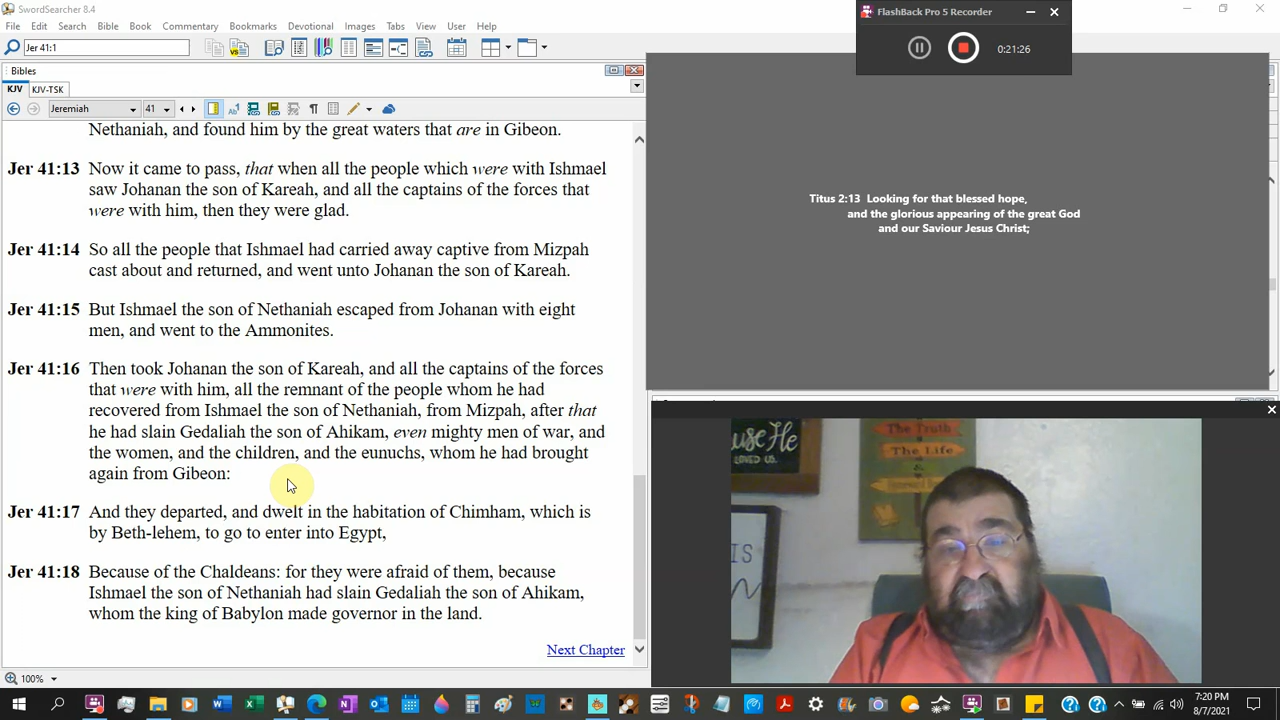 SwordSearcher 8.4
File Edit Search Bible Book Commentary Bookmarks Devotional Images Tabs View User Help
Jer 41:1
VS
Bibles
KJV KJV-TSK
Jeremiah 41
Nethaniah, and found him by the great waters that are in Gibeon.
Jer 41:13 Now it came to pass, that when all the people which were with Ishmael
saw Johanan the son of Kareah, and all the captains of the forces that
were with him, then they were glad.
Jer 41:14 So all the people that Ishmael had carried away captive from Mizpah
cast about and returned, and went unto Johanan the son of Kareah.
Jer 41:15 But Ishmael the son of Nethaniah escaped from Johanan with eight
men, and went to the Ammonites.
Jer 41:16 Then took Johanan the son of Kareah, and all the captains of the forces
that were with him, all the remnant of the people whom he had
recovered from Ishmael the son of Nethaniah, from Mizpah, after that
he had slain Gedaliah the son of Ahikam, even mighty men of war, and
the women, and the children, and the eunuchs, whom he had brought
again from Gibeon:
Jer 41:17 And they departed, and dwelt in the habitation of Chimham, which is
by Beth-lehem, to go to enter into Egypt,
Jer 41:18 Because of the Chaldeans: for they were afraid of them, because
Ishmael the son of Nethaniah had slain Gedaliah the son of Ahikam,
whom the king of Babylon made governor in the land.
Next Chapter
100%
FlashBack Pro 5 Recorder
0:21:26
Titus 2:13 Looking for that blessed hope,
and the glorious appearing of the great God
and our Saviour Jesus Christ;
use He
LOVED US.
The Truth
&
The Life
IS
7:20 PM
8/7/2021